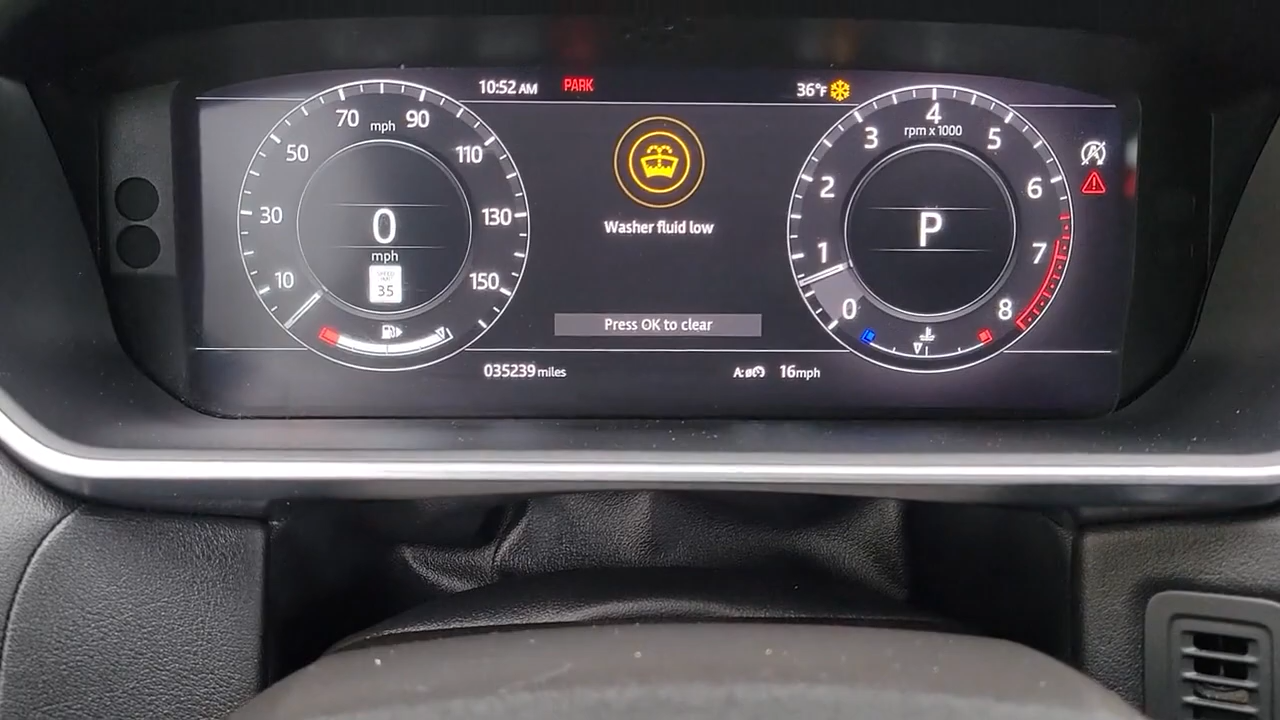 10:52 AM
PARK
36°F
70 mph 90
50
110
30
130
10
150
0
mph
SPEED
LIMIT
35
Washer fluid low
Press OK to clear
4
rpm x 1000
3
5
2
6
1
7
0
8
P
035239 miles
A:
16mph